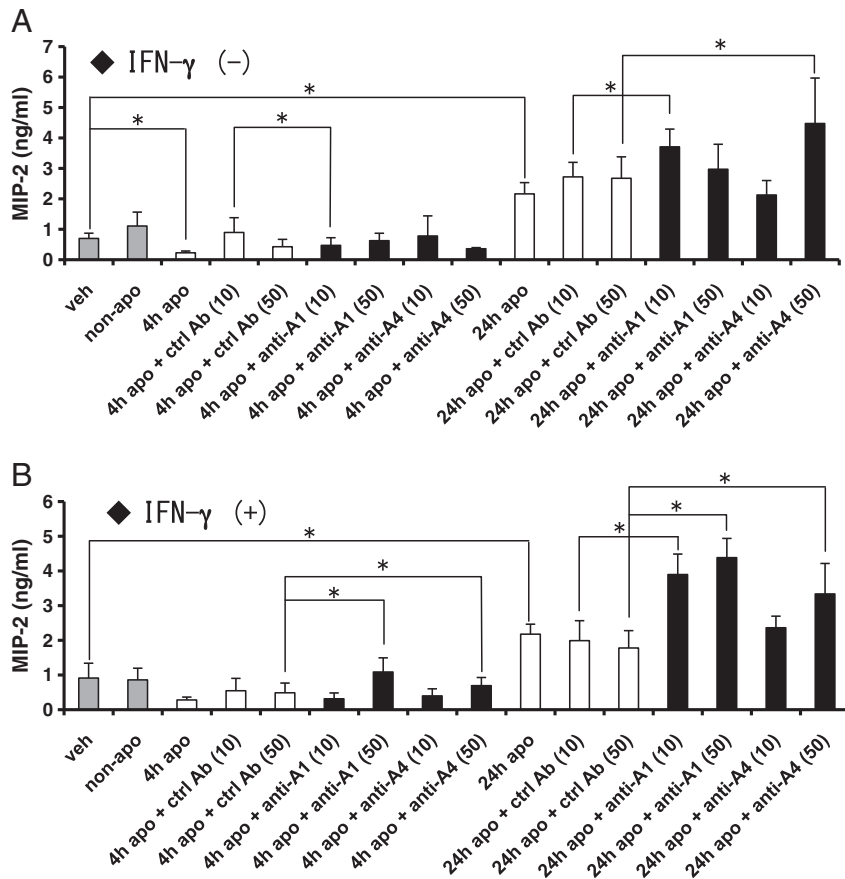 A
◆ IFN-γ (-)
MIP-2 (ng/ml)
7
6
5
4
3
2
1
0
*
*
*
*
*
veh
non-apo
4h apo
4h apo + ctrl Ab (10)
4h apo + ctrl Ab (50)
4h apo + anti-A1 (10)
4h apo + anti-A1 (50)
4h apo + anti-A4 (10)
4h apo + anti-A4 (50)
24h apo
24h apo + ctrl Ab (10)
24h apo + ctrl Ab (50)
24h apo + anti-A1 (10)
24h apo + anti-A1 (50)
24h apo + anti-A4 (10)
24h apo + anti-A4 (50)
B
◆ IFN-γ (+)
MIP-2 (ng/ml)
6
5
4
3
2
1
0
*
*
*
*
*
*
veh
non-apo
4h apo
4h apo + ctrl Ab (10)
4h apo + ctrl Ab (50)
4h apo + anti-A1 (10)
4h apo + anti-A1 (50)
4h apo + anti-A4 (10)
4h apo + anti-A4 (50)
24h apo
24h apo + ctrl Ab (10)
24h apo + ctrl Ab (50)
24h apo + anti-A1 (10)
24h apo + anti-A1 (50)
24h apo + anti-A4 (10)
24h apo + anti-A4 (50)